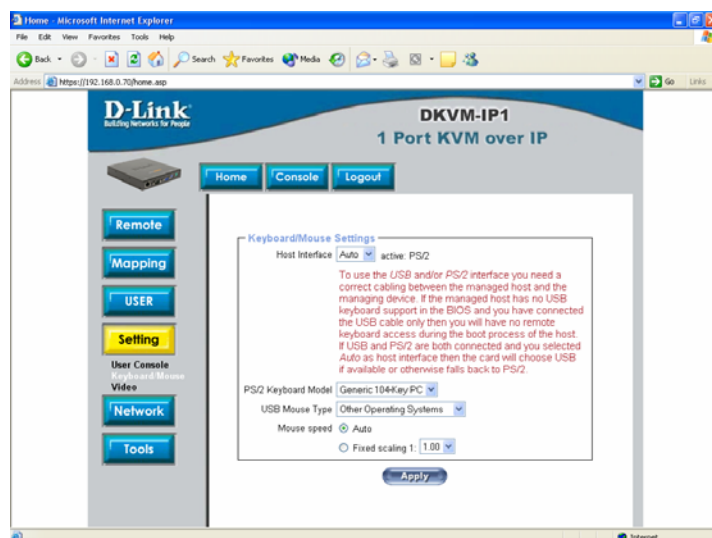 Home - Microsoft Internet Explorer
File Edit View Favorites Tools Help
Back Search Favorites Media
Address https://192.168.0.70/home.asp Go Links
D-Link
Building Networks for People
DKVM-IP1
1 Port KVM over IP
Home Console Logout
Remote
Mapping
USER
Setting
User Console
Keyboard/Mouse
Video
Network
Tools
Keyboard/Mouse Settings
Host Interface Auto active: PS/2
To use the USB and/or PS/2 interface you need a
correct cabling between the managed host and the
managing device. If the managed host has no USB
keyboard support in the BIOS and you have connected
the USB cable only then you will have no remote
keyboard access during the boot process of the host.
If USB and PS/2 are both connected and you selected
Auto as host interface then the card will choose USB
if available or otherwise falls back to PS/2.
PS/2 Keyboard Model Generic 104-Key PC
USB Mouse Type Other Operating Systems
Mouse speed Auto
Fixed scaling 1: 1.00
Apply
Internet